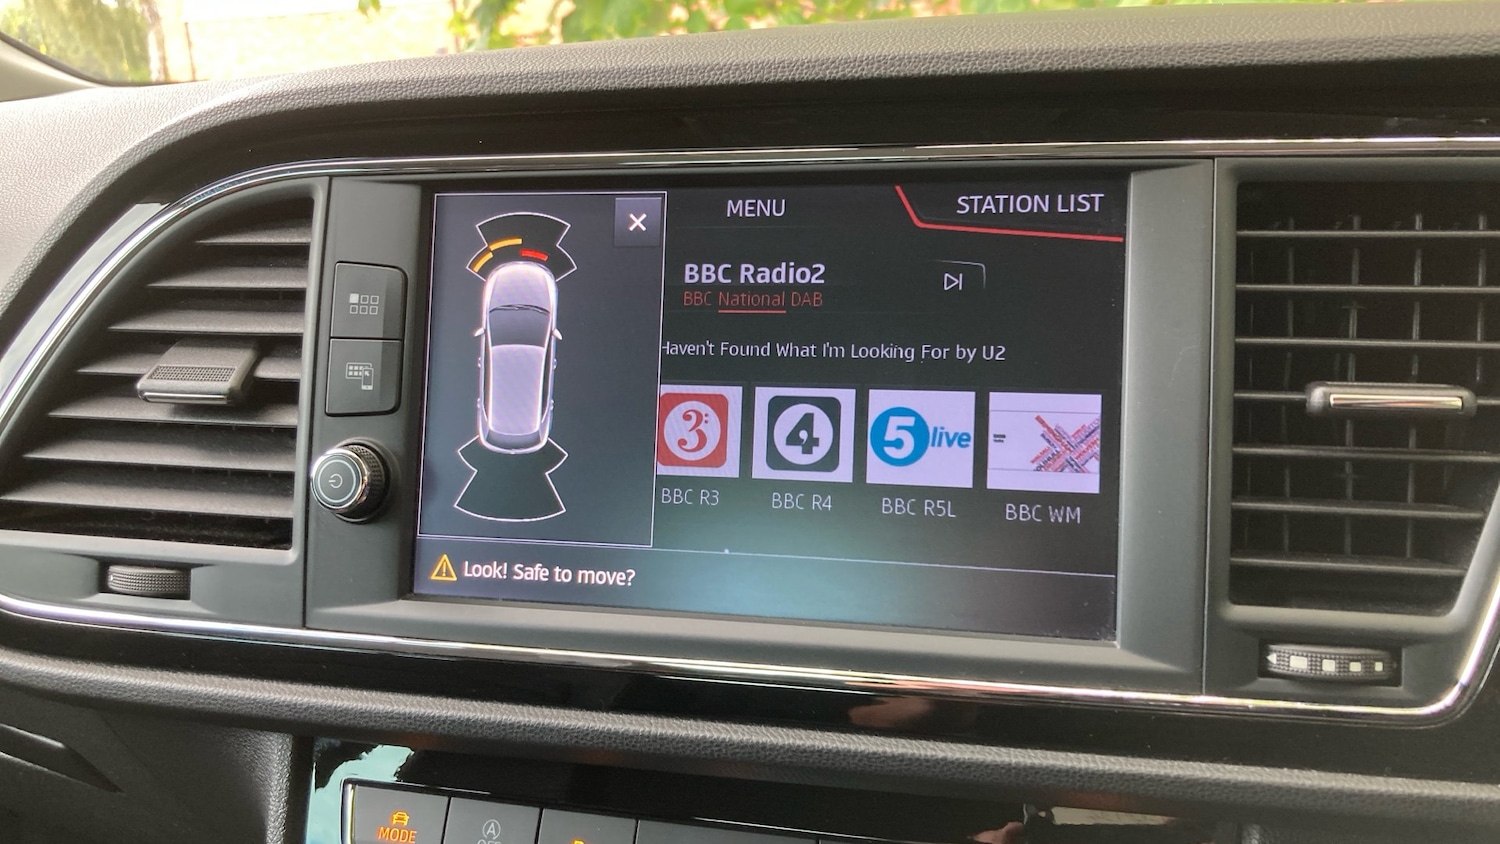 MENU
STATION LIST
BBC Radio2
BBC National DAB
Haven't Found What I'm Looking For by U2
3
4
5 live
BBC R3
BBC R4
BBC R5L
BBC WM
Look! Safe to move?
MODE
A